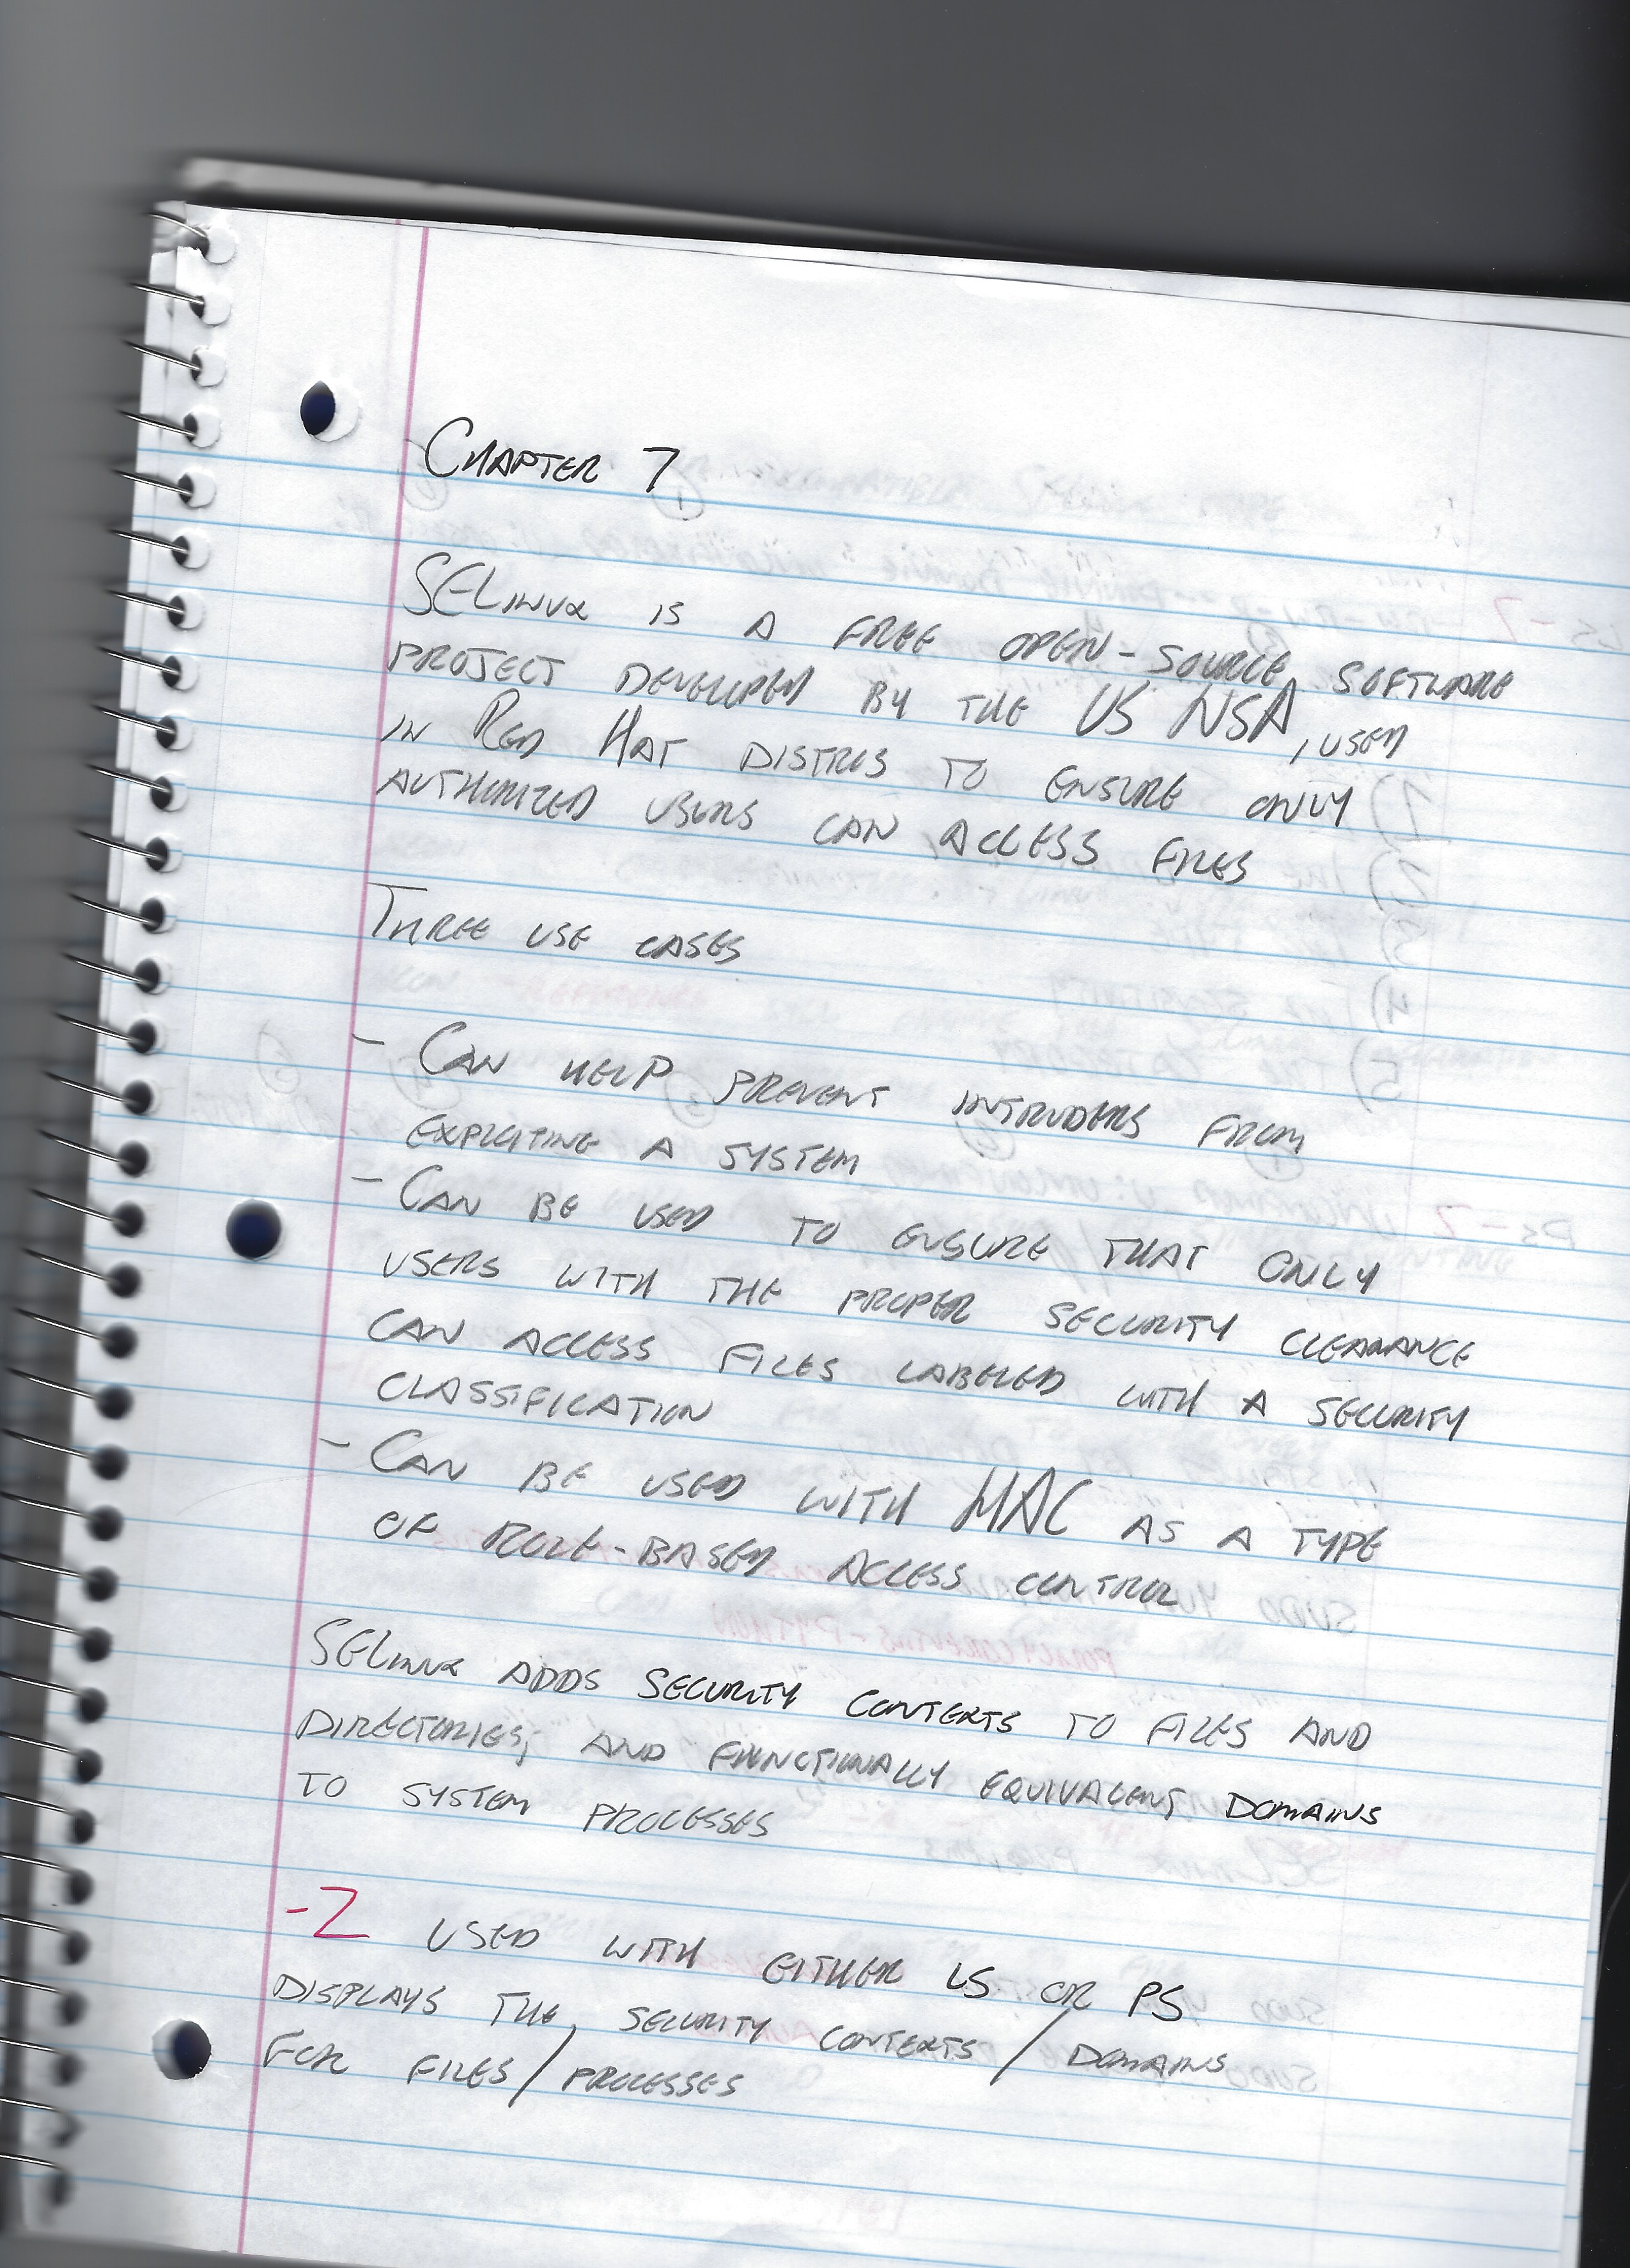 CHAPTER 7
SELINUX IS A FREE OPEN-SOURCE SOFTWARE
PROJECT DEVELOPED BY THE US NSA, USED
IN RED HAT DISTROS TO ENSURE ONLY
AUTHORIZED USERS CAN ACCESS FILES
THREE USE CASES
- CAN HELP PREVENT INTRUDERS FROM
EXPLOITING A SYSTEM
- CAN BE USED TO ENSURE THAT ONLY
USERS WITH THE PROPER SECURITY CLEARANCE
CAN ACCESS FILES LABELED WITH A SECURITY
CLASSIFICATION
- CAN BE USED WITH MAC AS A TYPE
OF ROLE-BASED ACCESS CONTROL
SELINUX ADDS SECURITY CONTEXTS TO FILES AND
DIRECTORIES, AND FUNCTIONALLY EQUIVALENT DOMAINS
TO SYSTEM PROCESSES
-Z USED WITH EITHER LS OR PS
DISPLAYS THE SECURITY CONTEXTS / DOMAINS
FOR FILES / PROCESSES